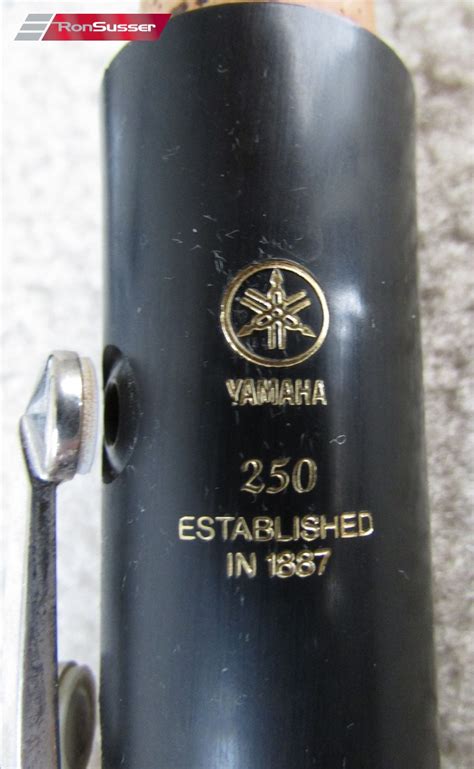 RonSusser
YAMAHA
250
ESTABLISHED
IN 1887